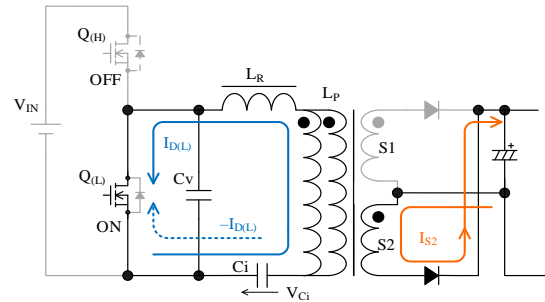 Q(H)
OFF
VIN
LR
LP
ID(L)
S1
Q(L)
Cv
ON
−ID(L)
S2
IS2
Ci
VCi
+